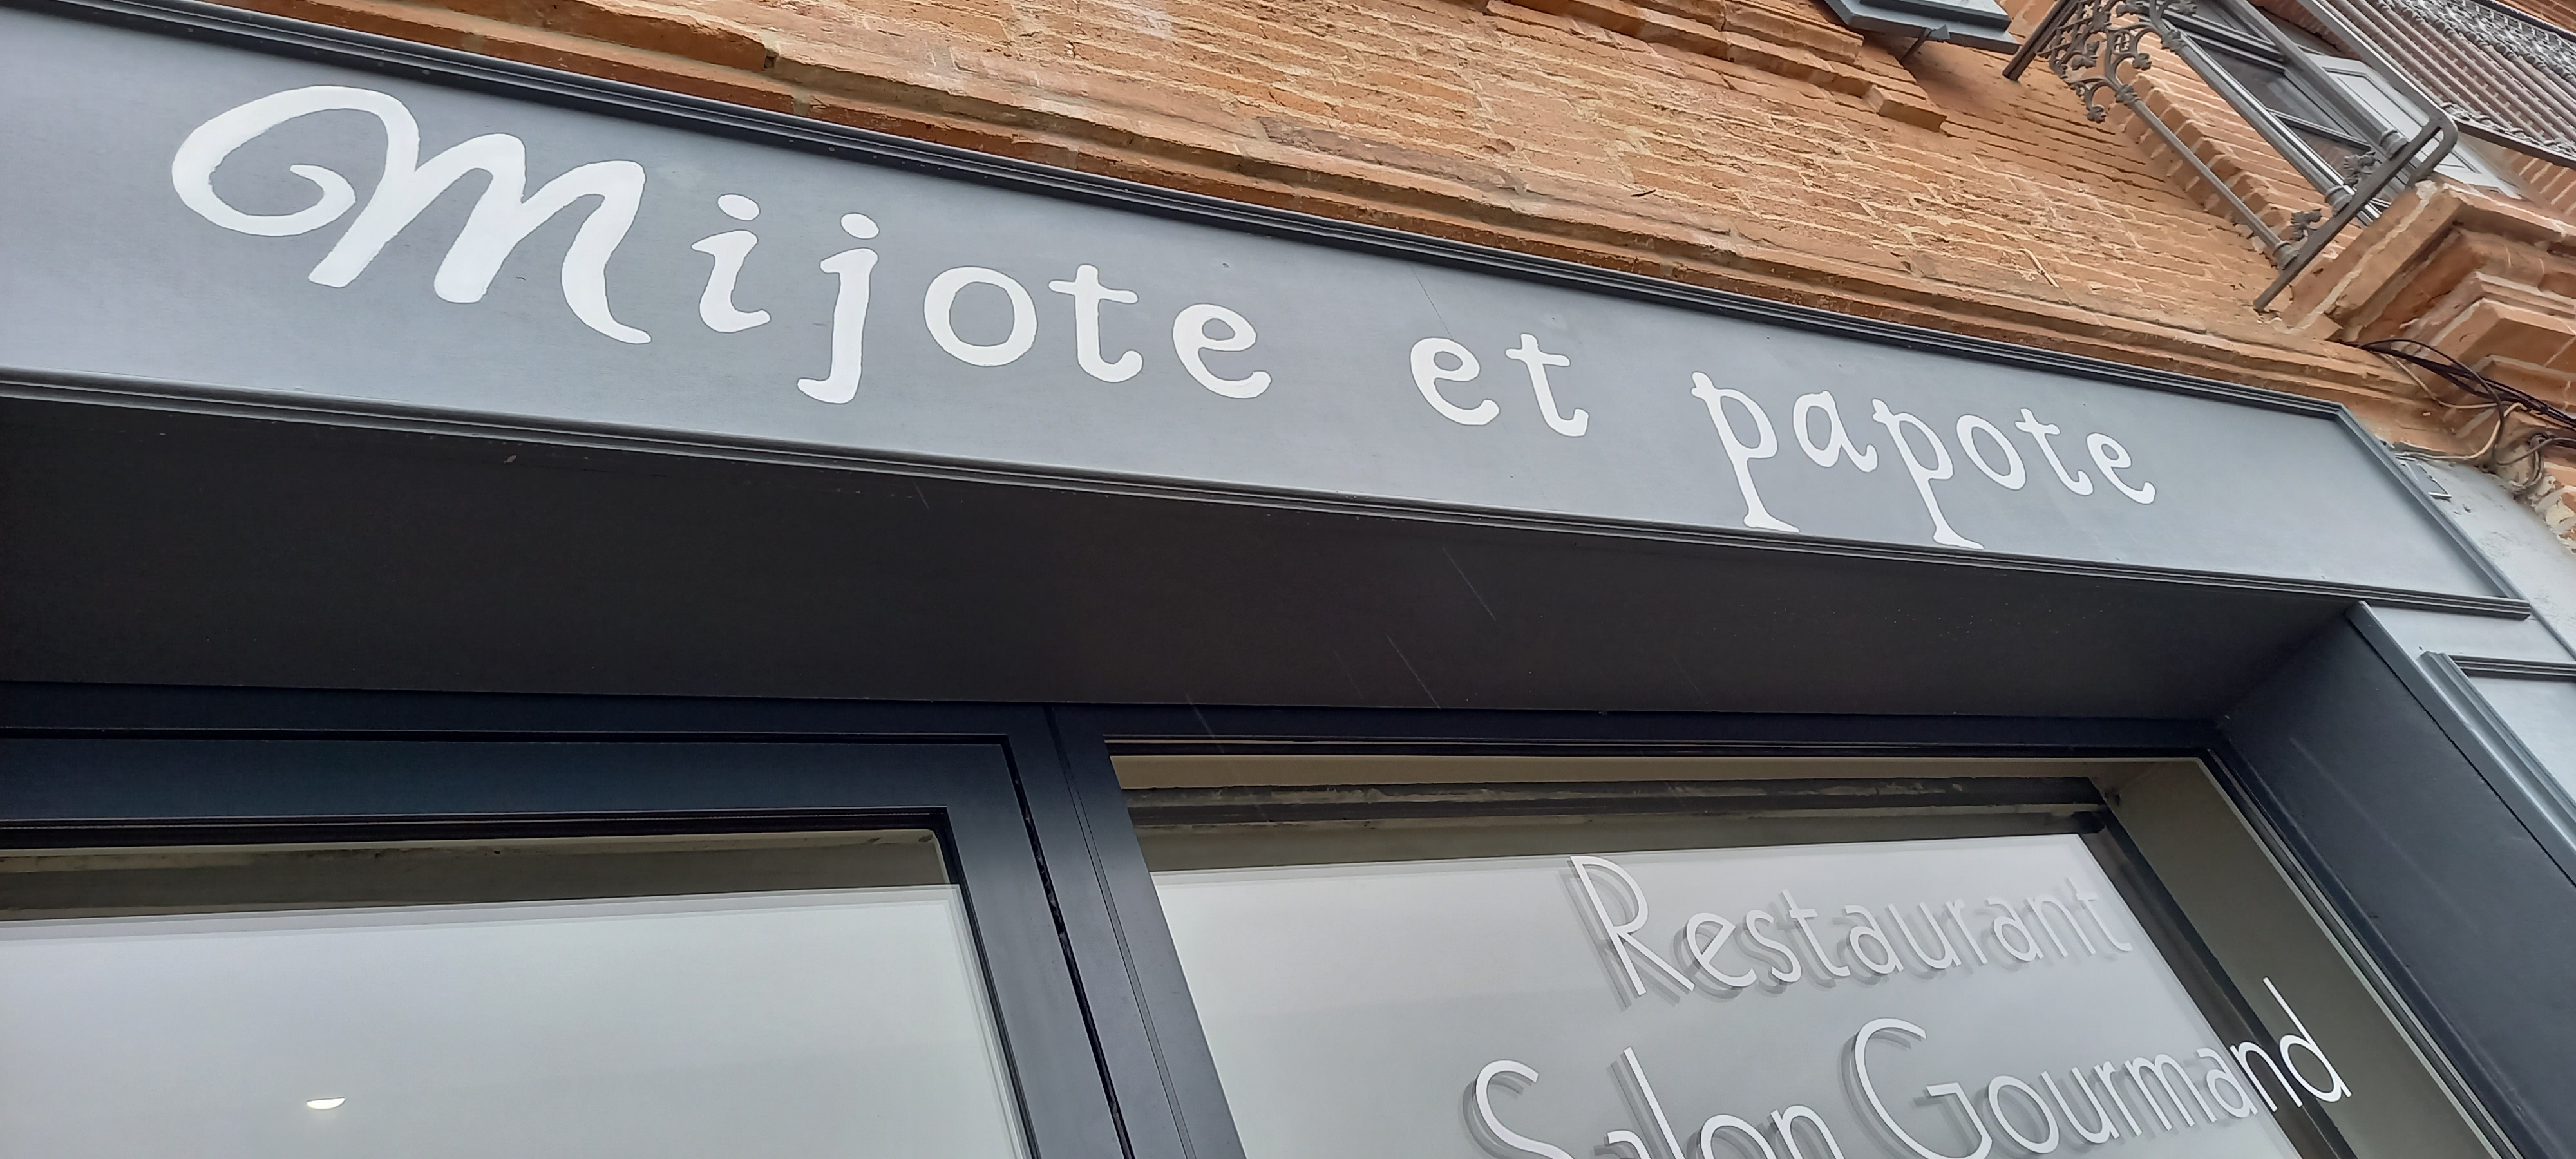 Mijote et papote
Restaurant
Salon Gourmand